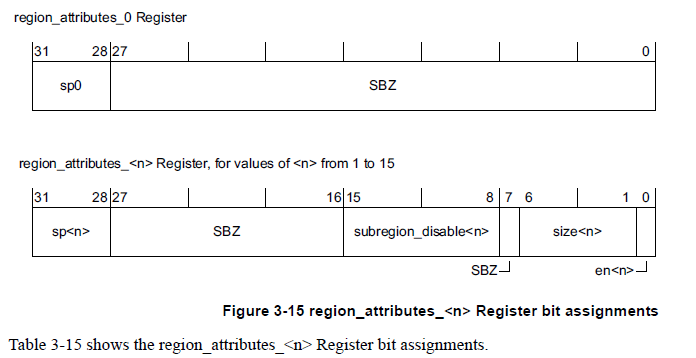 region_attributes_0 Register
31 28 27 0
sp0 SBZ
region_attributes_<n> Register, for values of <n> from 1 to 15
31 28 27 16 15 8 7 6 1 0
sp<n> SBZ subregion_disable<n> size<n>
SBZ en<n>
Figure 3-15 region_attributes_<n> Register bit assignments
Table 3-15 shows the region_attributes_<n> Register bit assignments.